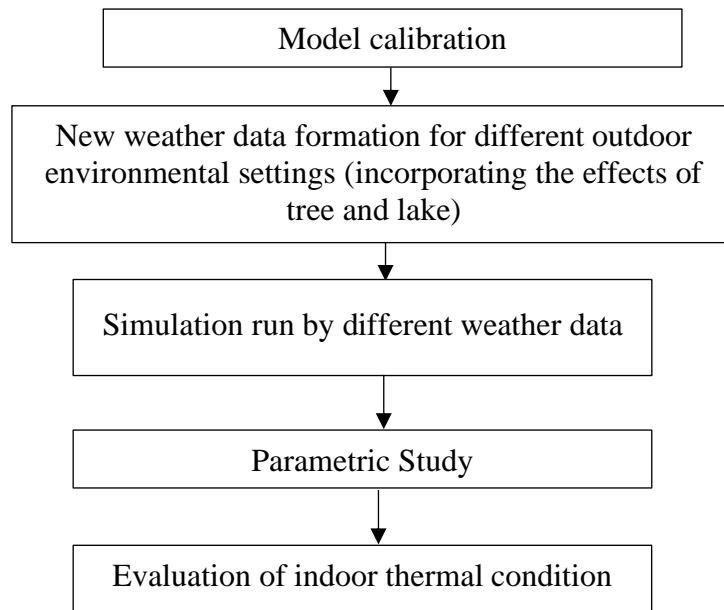 Model calibration
New weather data formation for different outdoor
environmental settings (incorporating the effects of
tree and lake)
Simulation run by different weather data
Parametric Study
Evaluation of indoor thermal condition